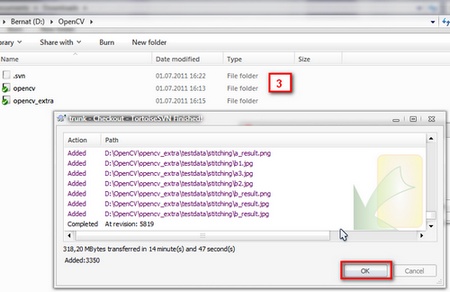 Bernat (D:) ▸ OpenCV ▸
Share with ▾ Burn New folder
Name Date modified Type Size
.svn 01.07.2011 16:22 File folder
opencv 01.07.2011 16:13 File folder
opencv_extra 01.07.2011 16:15 File folder
3
trunk - Checkout - TortoiseSVN Finished!
Action Path
Added D:\OpenCV\opencv_extra\testdata\stitching\a_result.png
Added D:\OpenCV\opencv_extra\testdata\stitching\b1.jpg
Added D:\OpenCV\opencv_extra\testdata\stitching\a3.jpg
Added D:\OpenCV\opencv_extra\testdata\stitching\b2.jpg
Added D:\OpenCV\opencv_extra\testdata\stitching\b_result.png
Added D:\OpenCV\opencv_extra\testdata\stitching\a_result.jpg
Added D:\OpenCV\opencv_extra\testdata\stitching\b_result.jpg
Completed At revision: 5819
318,20 MBytes transferred in 14 minute(s) and 47 second(s)
Added:3350
OK Cancel